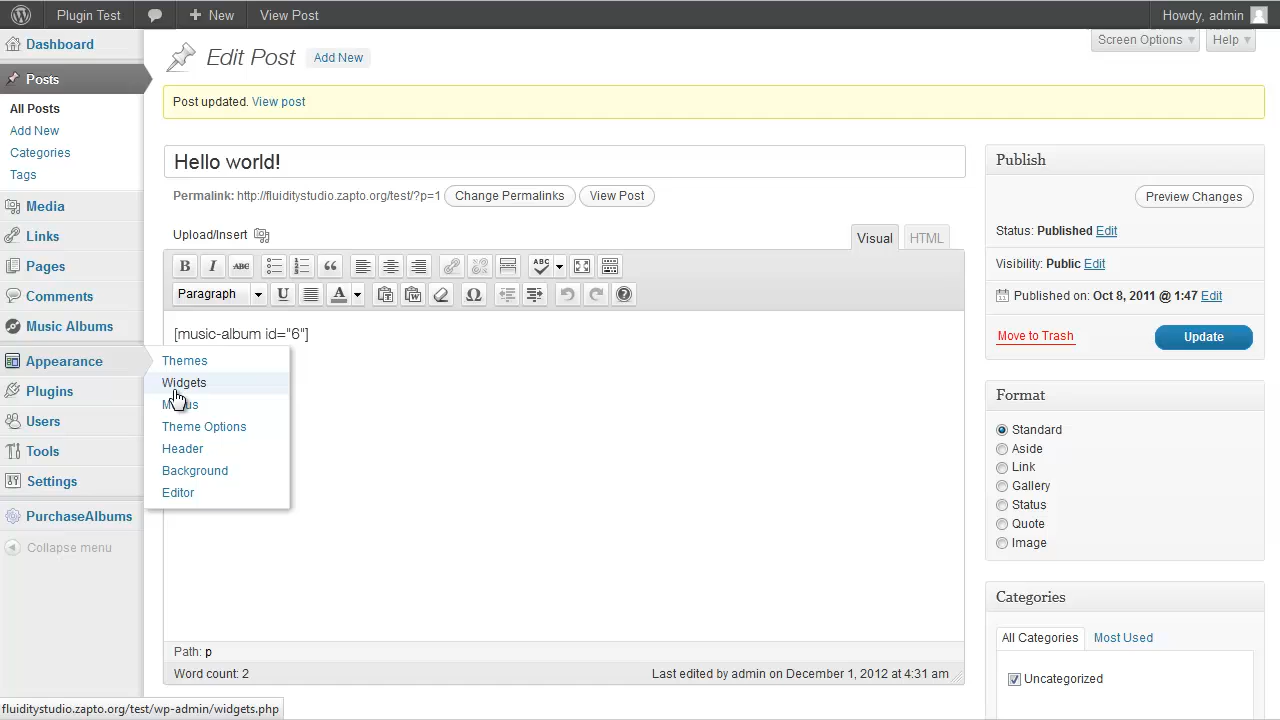 Plugin Test New View Post Howdy, admin
Dashboard
Posts
All Posts
Add New
Categories
Tags
Media
Links
Pages
Comments
Music Albums
Appearance
Plugins
Users
Tools
Settings
PurchaseAlbums
Collapse menu
Themes
Widgets
Theme Options
Header
Background
Editor
Screen Options Help
Edit Post Add New
Post updated. View post
Hello world!
Permalink: http://fluiditystudio.zapto.org/test/?p=1 Change Permalinks View Post
Upload/Insert
Visual HTML
B I ABC ABC
Paragraph U A Ω
[music-album id="6"]
Path: p
Word count: 2 Last edited by admin on December 1, 2012 at 4:31 am
Publish
Preview Changes
Status: Published Edit
Visibility: Public Edit
Published on: Oct 8, 2011 @ 1:47 Edit
Move to Trash Update
Format
Standard
Aside
Link
Gallery
Status
Quote
Image
Categories
All Categories Most Used
Uncategorized
fluiditystudio.zapto.org/test/wp-admin/widgets.php